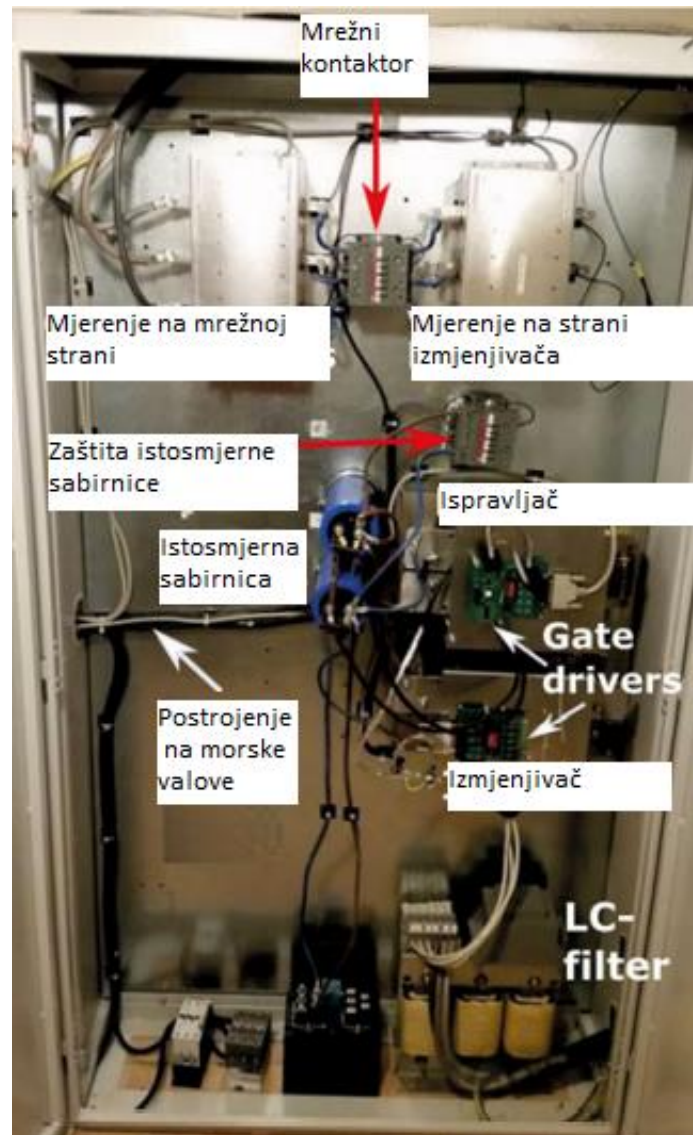 Mrežni
kontaktor
Mjerenje na mrežnoj
strani
Mjerenje na strani
izmjenjivača
Zaštita istosmjerne
sabirnice
Ispravljač
Istosmjerna
sabirnica
Gate
drivers
Postrojenje
na morske
valove
Izmjenjivač
LC-
filter